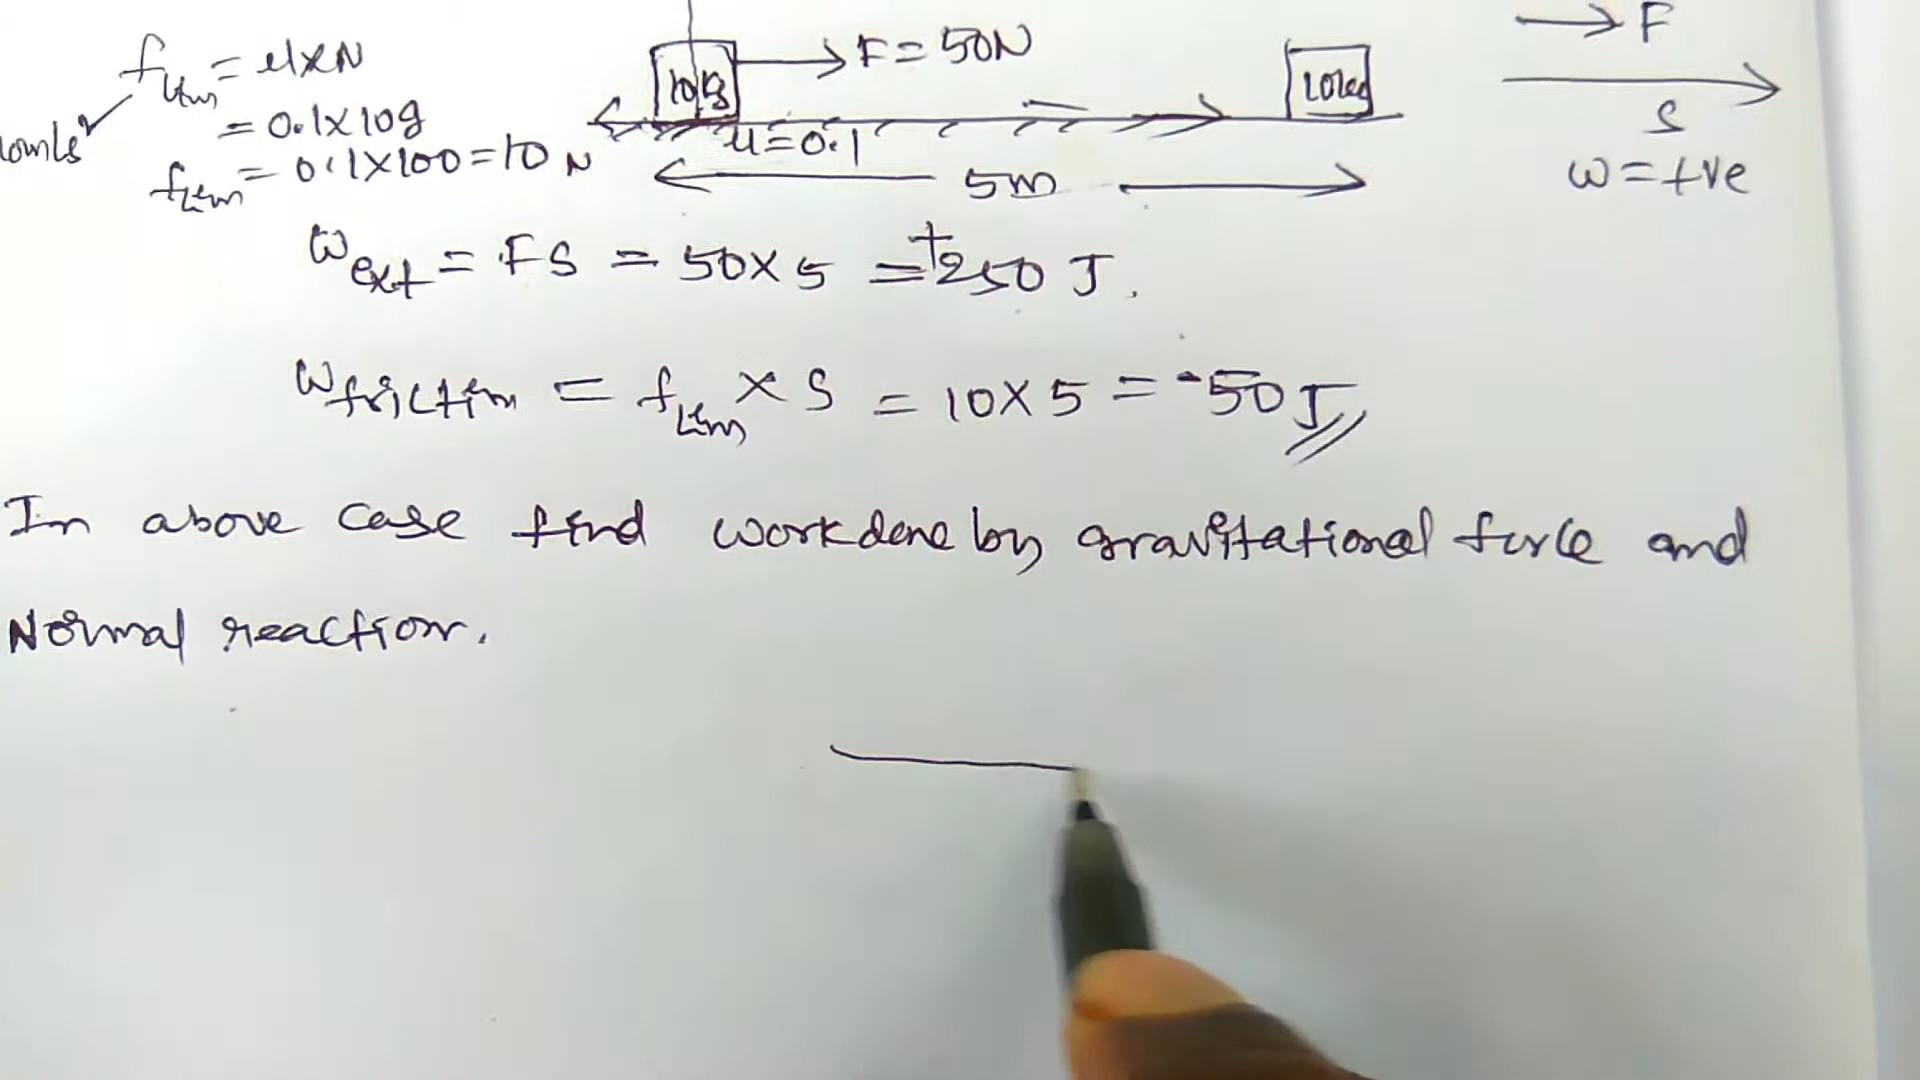 f_lim = μ×N
= 0.1×10g
f_lim = 0.1×100 = 10 N
10kg
F = 50N
μ = 0.1
5m
10kg
F
S
W = +ve
W_ext = FS = 50×5 = +250 J.
W_friction = f_lim × S = 10×5 = -50J
In above case find workdone by gravitational force and
Normal reaction.